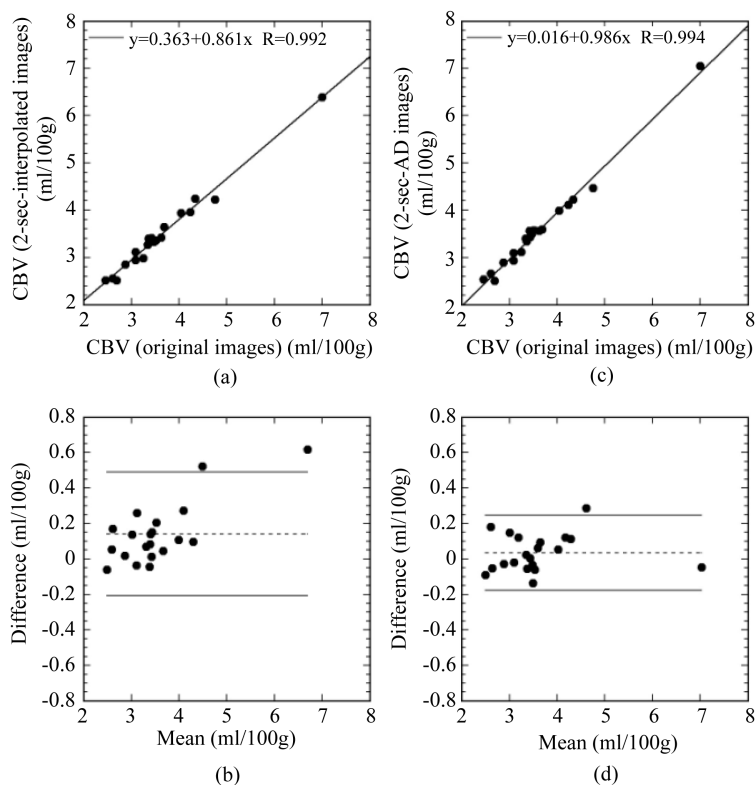 y=0.363+0.861x R=0.992
8
7
6
5
4
3
2
CBV (2-sec-interpolated images)
(ml/100g)
2 3 4 5 6 7 8
CBV (original images) (ml/100g)
(a)
y=0.016+0.986x R=0.994
8
7
6
5
4
3
2
CBV (2-sec-AD images)
(ml/100g)
2 3 4 5 6 7 8
CBV (original images) (ml/100g)
(c)
0.8
0.6
0.4
0.2
0
-0.2
-0.4
-0.6
-0.8
Difference (ml/100g)
2 3 4 5 6 7 8
Mean (ml/100g)
(b)
0.8
0.6
0.4
0.2
0
-0.2
-0.4
-0.6
-0.8
Difference (ml/100g)
2 3 4 5 6 7 8
Mean (ml/100g)
(d)